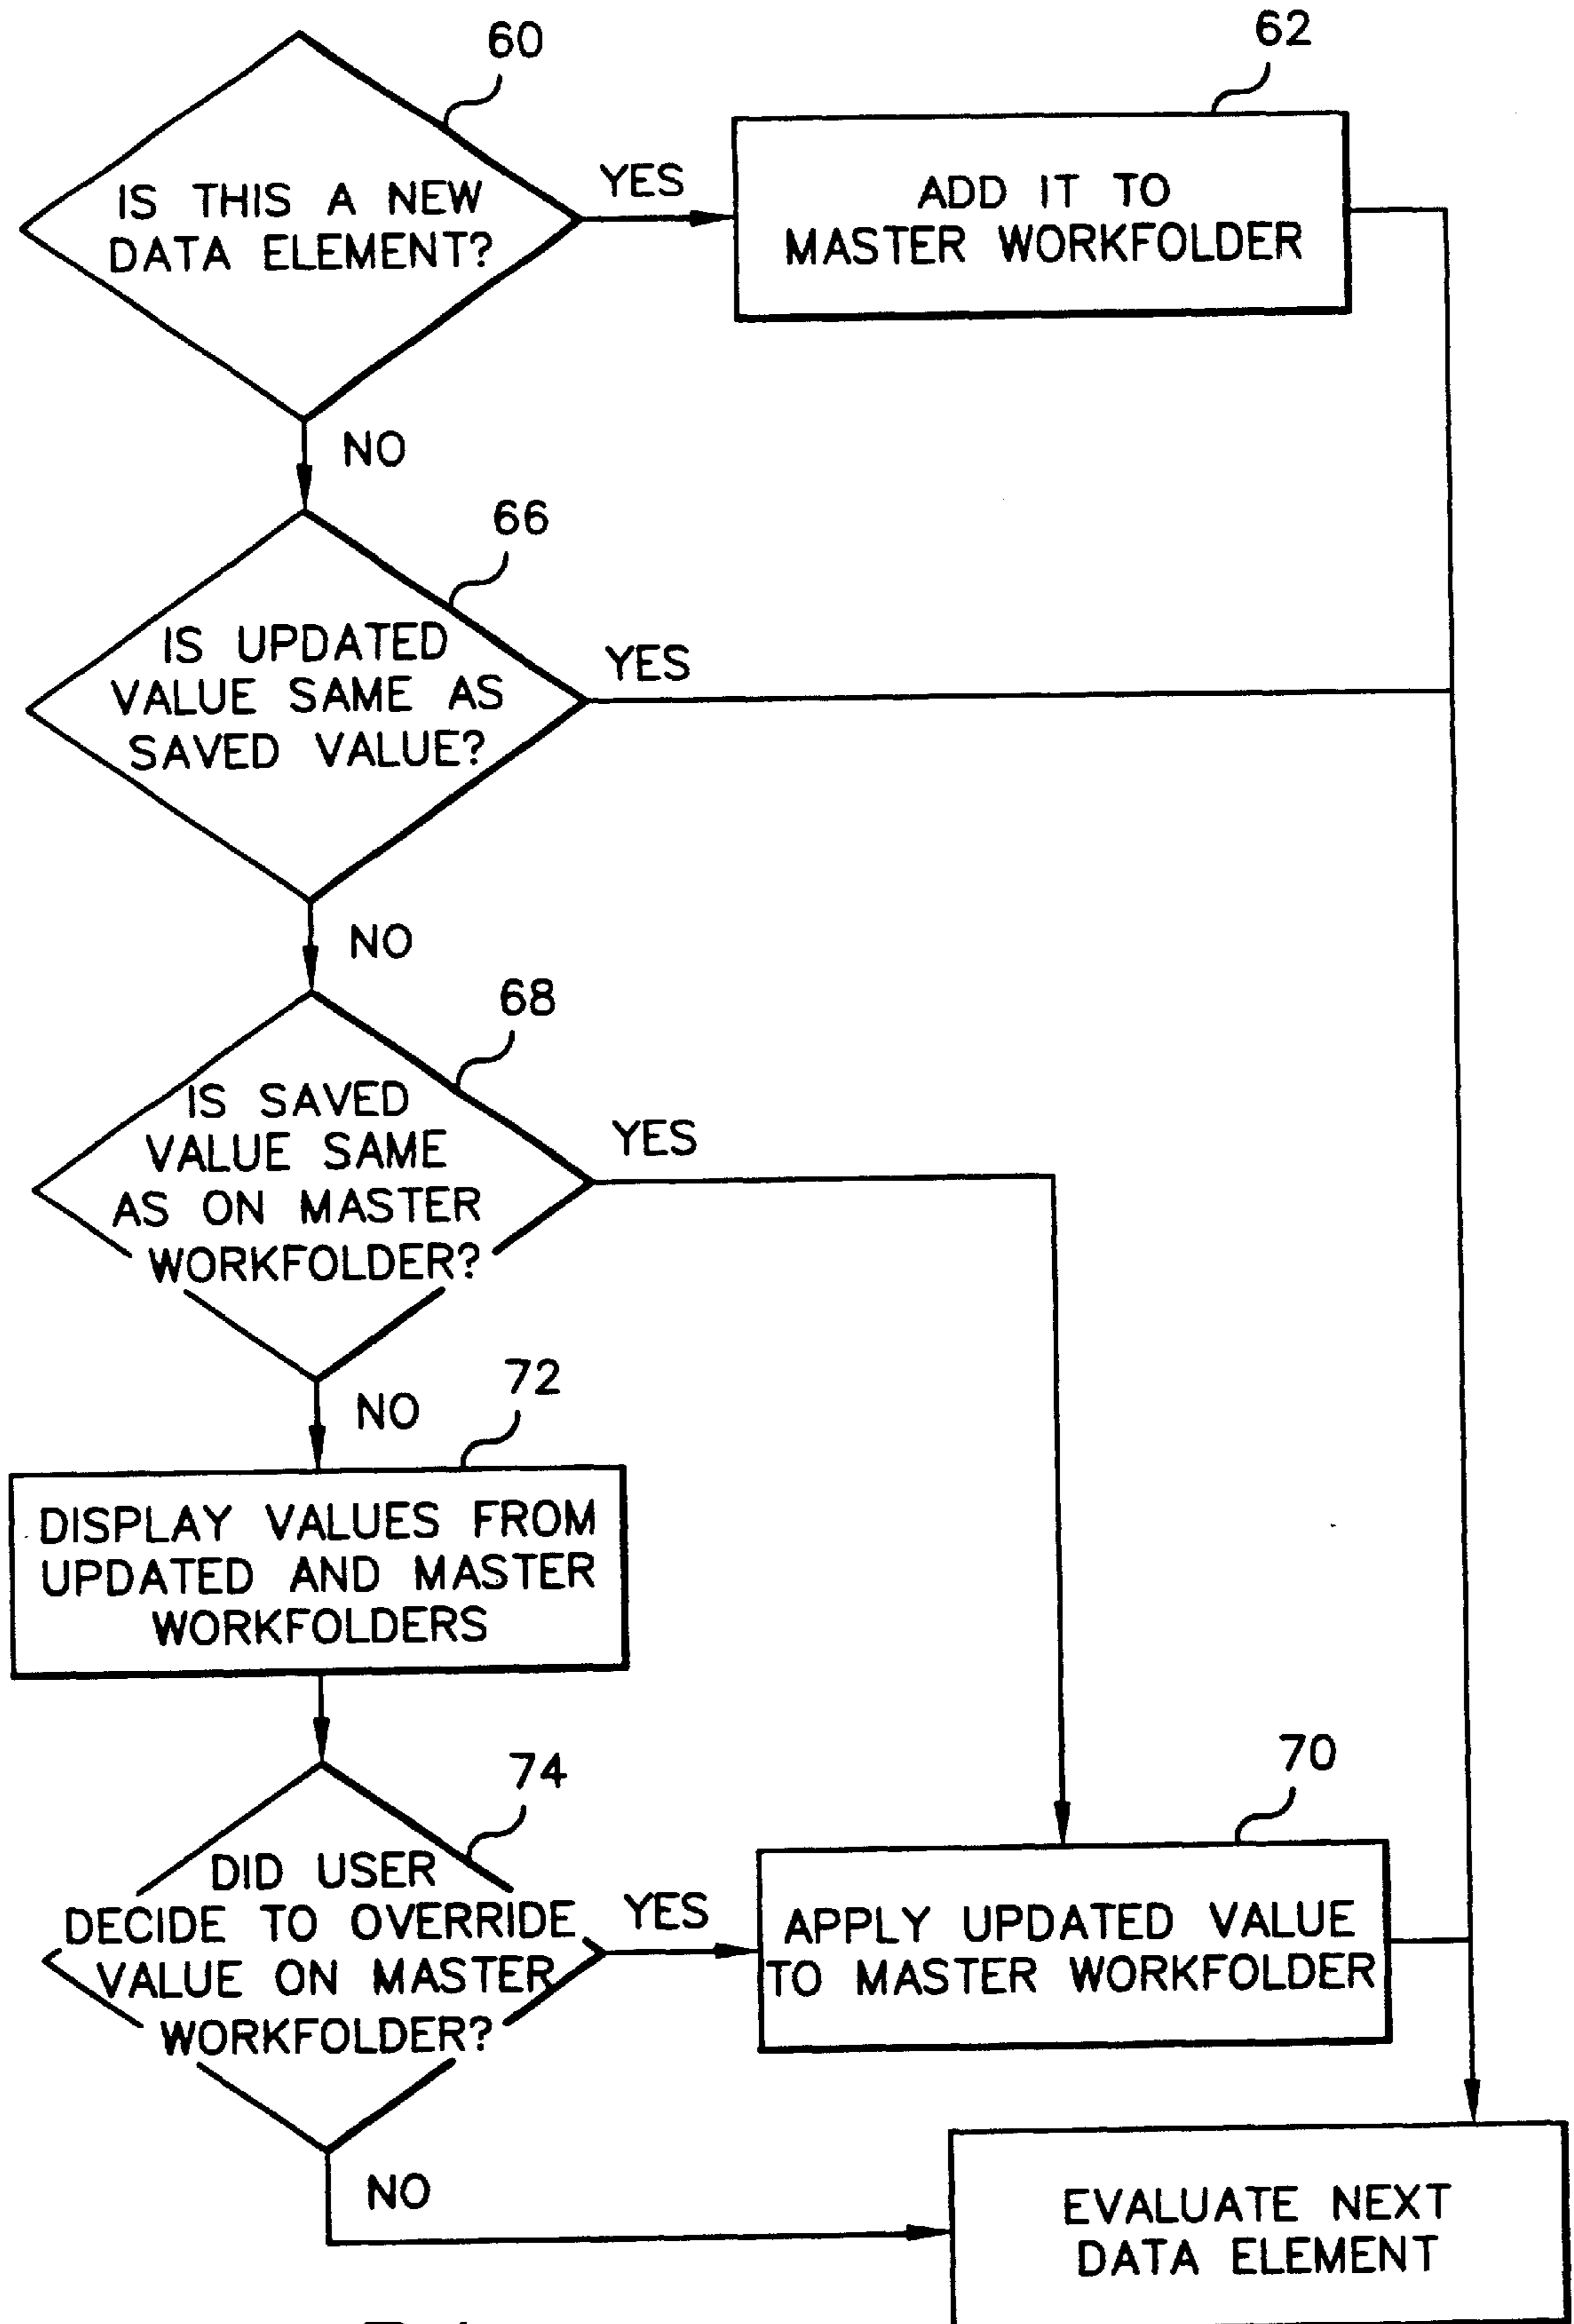 60
62
IS THIS A NEW
DATA ELEMENT?
YES
ADD IT TO
MASTER WORKFOLDER
NO
66
IS UPDATED
VALUE SAME AS
SAVED VALUE?
YES
NO
68
IS SAVED
VALUE SAME
AS ON MASTER
WORKFOLDER?
YES
NO
72
DISPLAY VALUES FROM
UPDATED AND MASTER
WORKFOLDERS
74
DID USER
DECIDE TO OVERRIDE
VALUE ON MASTER
WORKFOLDER?
YES
70
APPLY UPDATED VALUE
TO MASTER WORKFOLDER
NO
EVALUATE NEXT
DATA ELEMENT